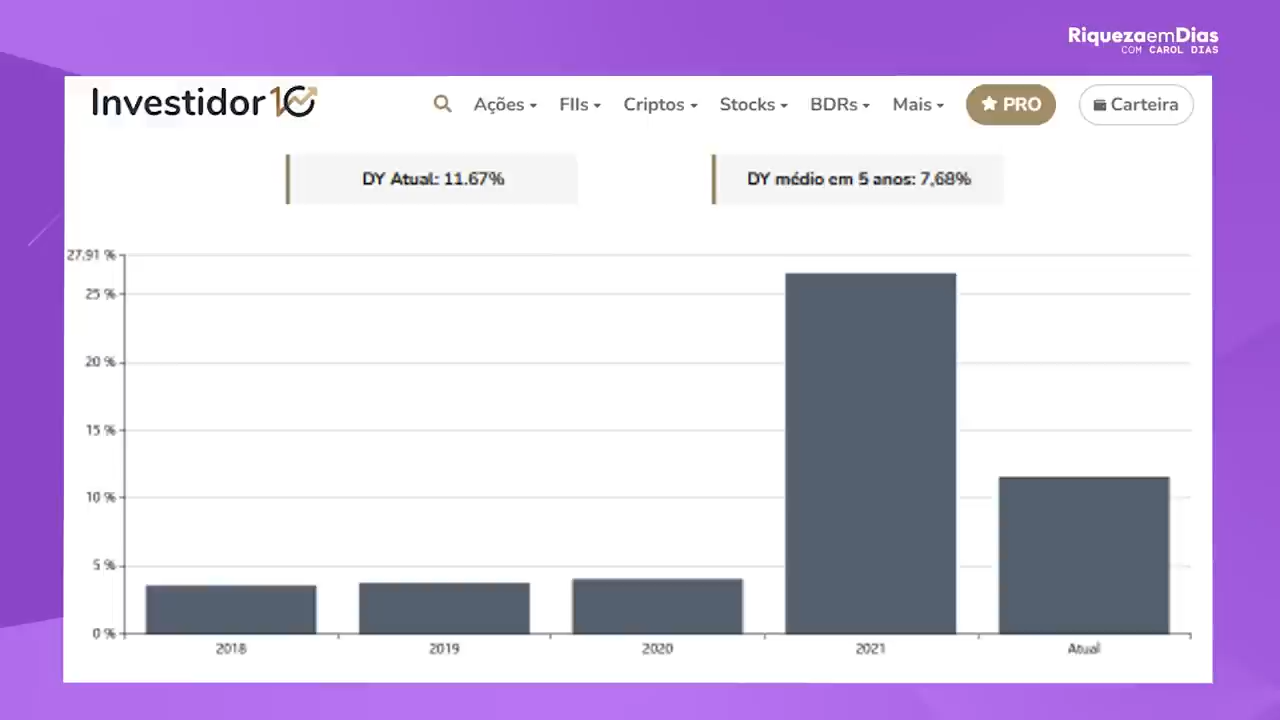 RiquezaemDias
COM CAROL DIAS
Investidor10
Ações
FIIs
Criptos
Stocks
BDRs
Mais
PRO
Carteira
DY Atual: 11.67%
DY médio em 5 anos: 7,68%
27,91 %
25 %
20 %
15 %
10 %
5 %
0 %
2018
2019
2020
2021
Atual